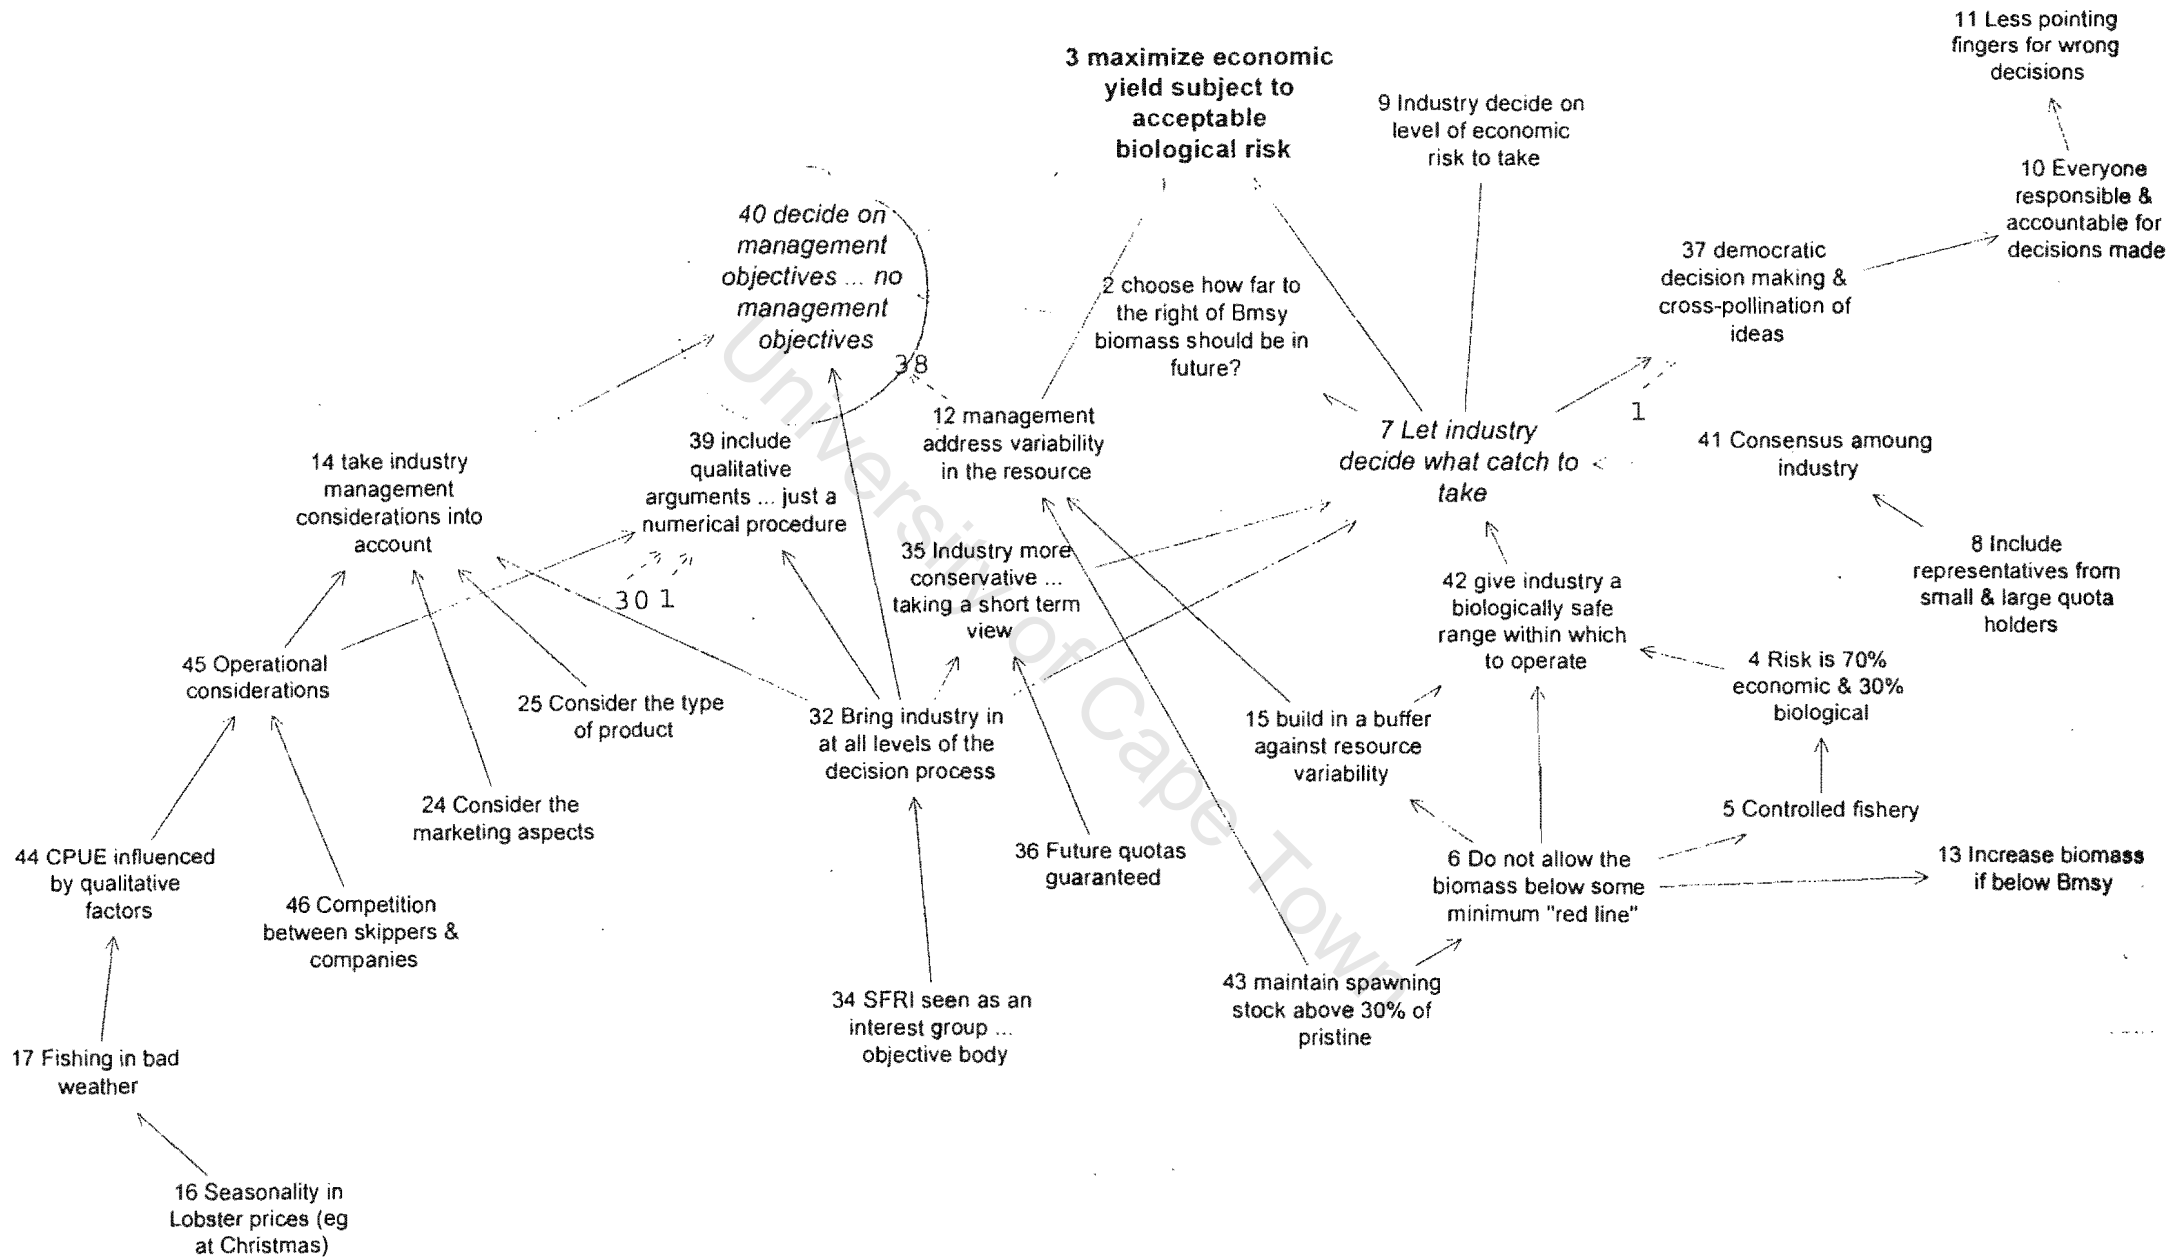 11 Less pointing
fingers for wrong
decisions
3 maximize economic
yield subject to
acceptable
biological risk
9 Industry decide on
level of economic
risk to take
10 Everyone
responsible &
accountable for
decisions made
40 decide on
management
objectives ... no
management
objectives
37 democratic
decision making &
cross-pollination of
ideas
2 choose how far to
the right of Bmsy
biomass should be in
future?
38
12 management
address variability
in the resource
1
7 Let industry
decide what catch to
take
41 Consensus amoung
industry
39 include
qualitative
arguments ... just a
numerical procedure
14 take industry
management
considerations into
account
35 Industry more
conservative ...
taking a short term
view
8 Include
representatives from
small & large quota
holders
42 give industry a
biologically safe
range within which
to operate
30 1
45 Operational
considerations
4 Risk is 70%
economic & 30%
biological
25 Consider the type
of product
32 Bring industry in
at all levels of the
decision process
15 build in a buffer
against resource
variability
24 Consider the
marketing aspects
5 Controlled fishery
44 CPUE influenced
by qualitative
factors
36 Future quotas
guaranteed
6 Do not allow the
biomass below some
minimum "red line"
13 Increase biomass
if below Bmsy
46 Competition
between skippers &
companies
34 SFRI seen as an
interest group ...
objective body
43 maintain spawning
stock above 30% of
pristine
17 Fishing in bad
weather
16 Seasonality in
Lobster prices (eg
at Christmas)
University of Cape Town